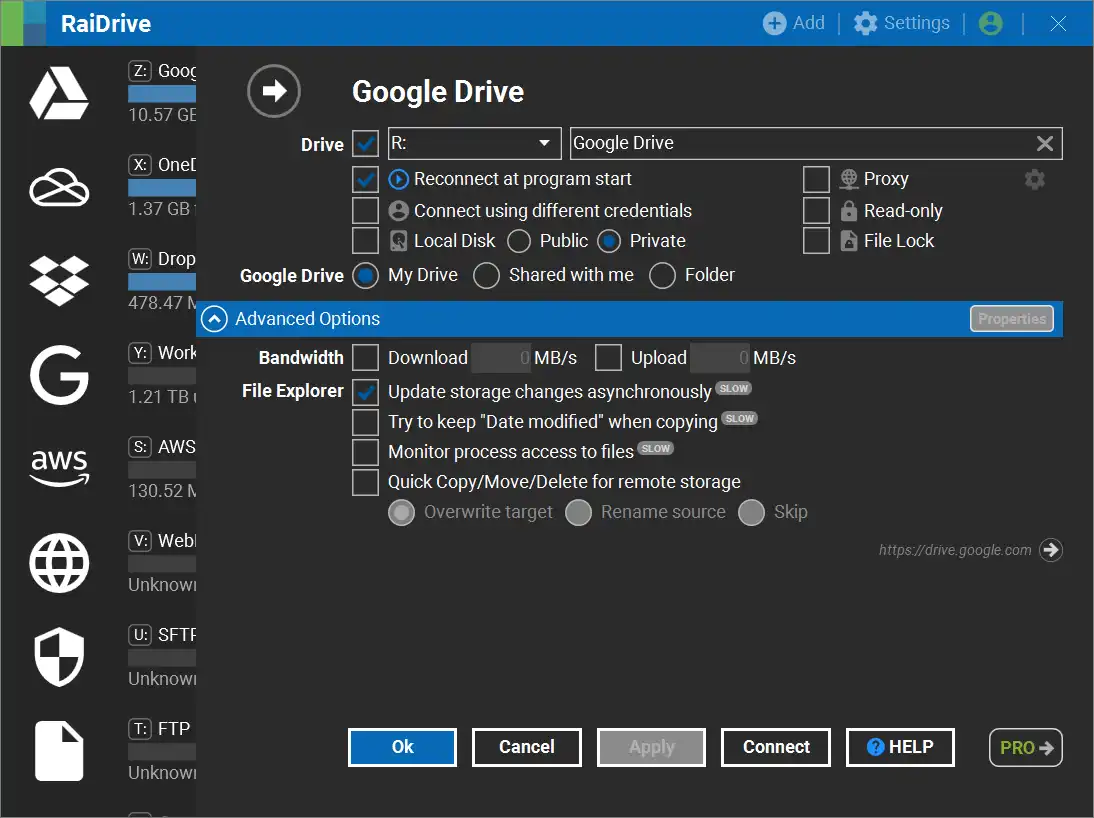 RaiDrive
Add
Settings
Z: Goog
10.57 GE
X: OneD
1.37 GB
W: Drop
478.47 M
Y: Work
1.21 TB u
aws
S: AWS
130.52 M
V: Web
Unknown
U: SFTP
Unknown
T: FTP
Unknown
Google Drive
Drive R: Google Drive
Reconnect at program start Proxy
Connect using different credentials Read-only
Local Disk Public Private File Lock
Google Drive My Drive Shared with me Folder
Advanced Options Properties
Bandwidth Download 0 MB/s Upload 0 MB/s
File Explorer Update storage changes asynchronously SLOW
Try to keep "Date modified" when copying SLOW
Monitor process access to files SLOW
Quick Copy/Move/Delete for remote storage
Overwrite target Rename source Skip
https://drive.google.com
Ok Cancel Apply Connect ? HELP PRO